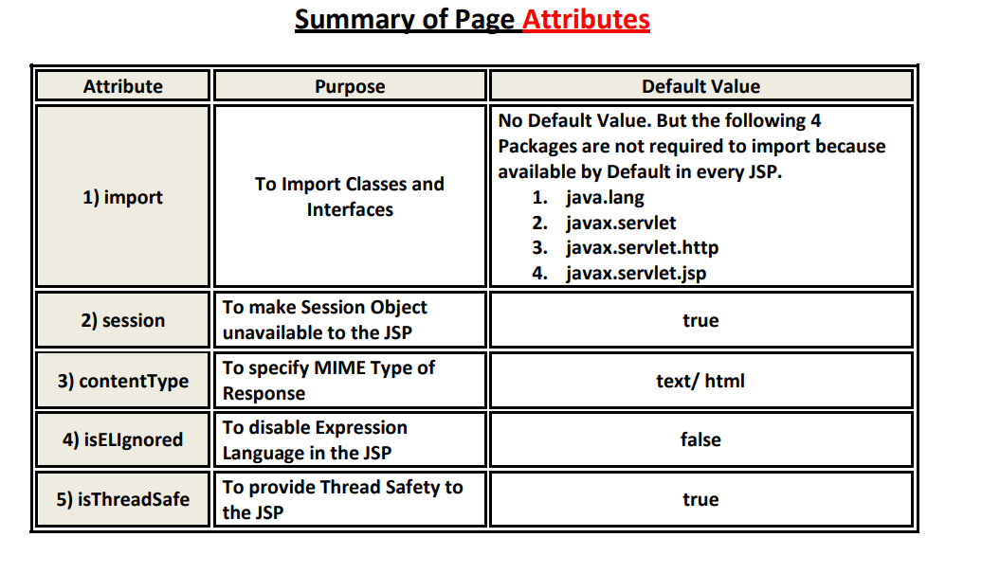 Summary of Page Attributes
Attribute
Purpose
Default Value
1) import
To Import Classes and
Interfaces
No Default Value. But the following 4
Packages are not required to import because
available by Default in every JSP.
1. java.lang
2. javax.servlet
3. javax.servlet.http
4. javax.servlet.jsp
2) session
To make Session Object
unavailable to the JSP
true
3) contentType
To specify MIME Type of
Response
text/ html
4) isELIgnored
To disable Expression
Language in the JSP
false
5) isThreadSafe
To provide Thread Safety to
the JSP
true